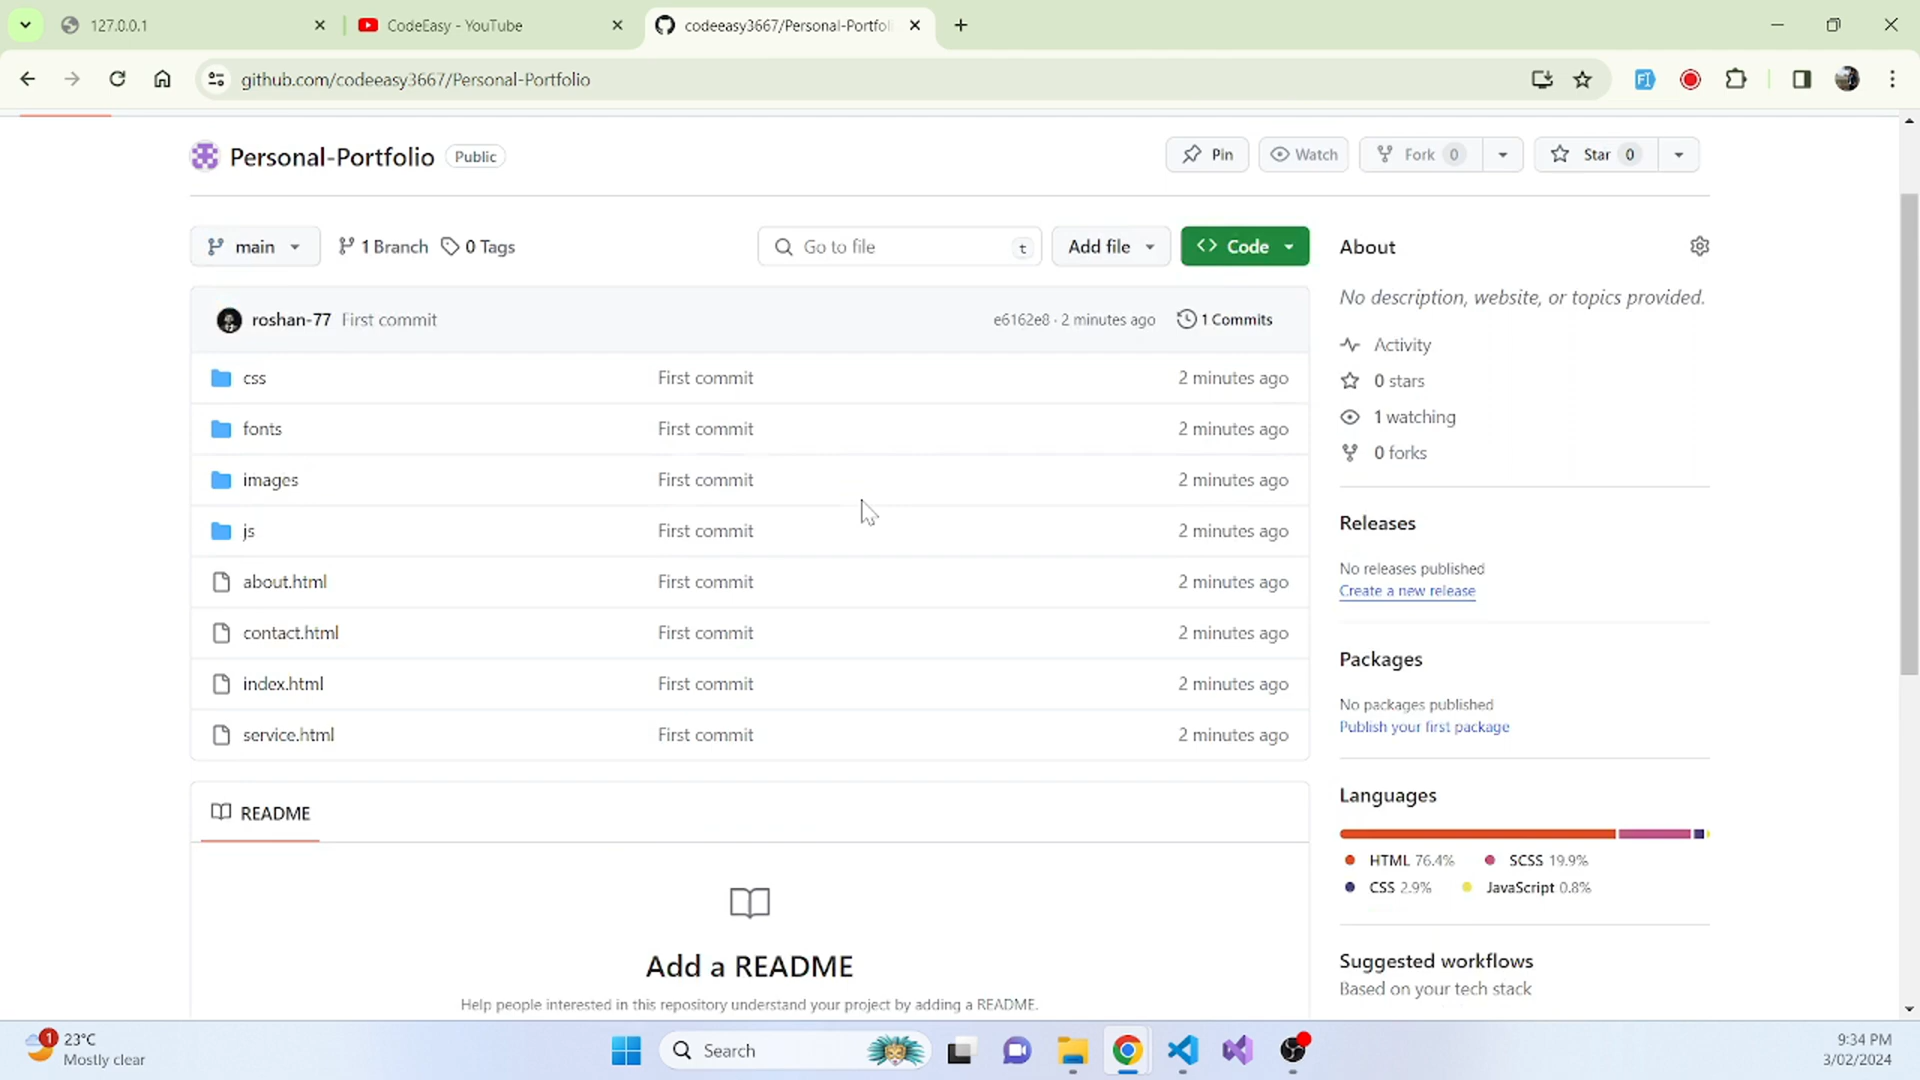 127.0.0.1
CodeEasy - YouTube
codeeasy3667/Personal-Portfoli
github.com/codeeasy3667/Personal-Portfolio
Personal-Portfolio Public
Pin
Watch
Fork 0
Star 0
main
1 Branch
0 Tags
Go to file t
Add file
<> Code
About
No description, website, or topics provided.
roshan-77 First commit e6162e8 · 2 minutes ago 1 Commits
Activity
css First commit 2 minutes ago
0 stars
1 watching
fonts First commit 2 minutes ago
0 forks
images First commit 2 minutes ago
js First commit 2 minutes ago
Releases
No releases published
Create a new release
about.html First commit 2 minutes ago
contact.html First commit 2 minutes ago
Packages
No packages published
Publish your first package
index.html First commit 2 minutes ago
service.html First commit 2 minutes ago
README
Languages
HTML 76.4% SCSS 19.9%
CSS 2.9% JavaScript 0.8%
Add a README
Help people interested in this repository understand your project by adding a README.
Suggested workflows
Based on your tech stack
1
23°C
Mostly clear
Search
9:34 PM
3/02/2024